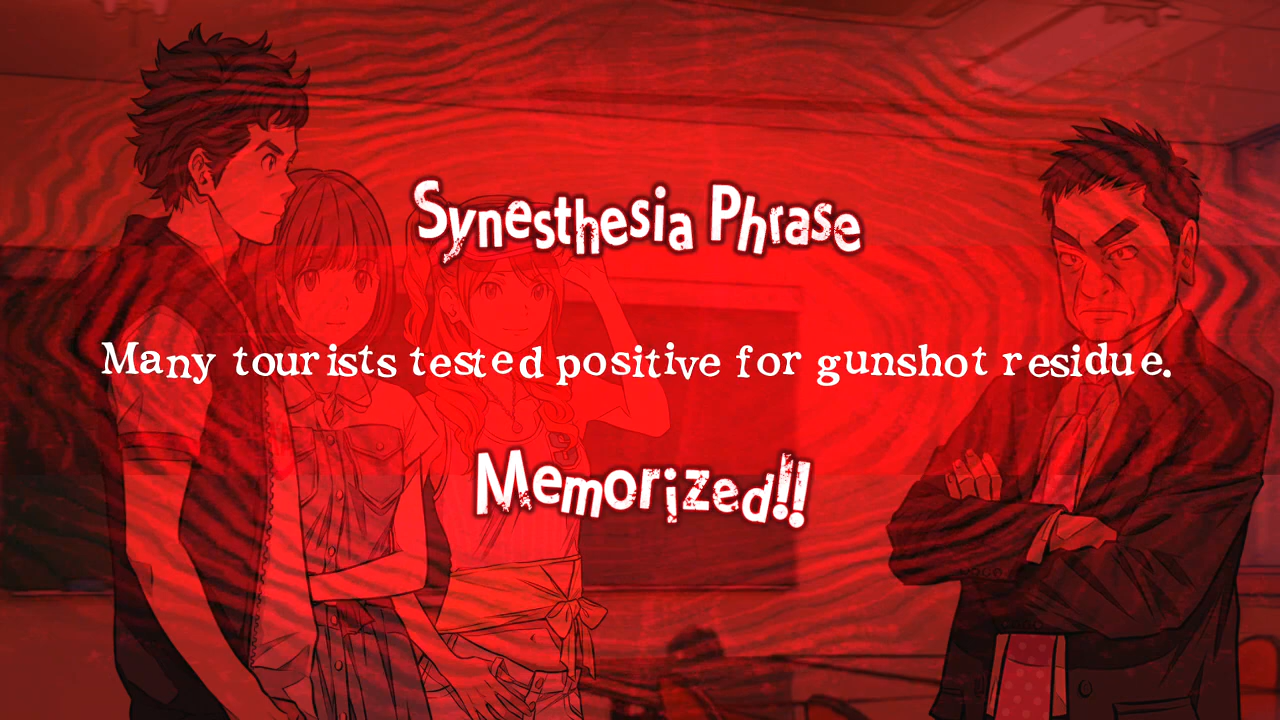 Synesthesia Phrase
Many tourists tested positive for gunshot residue.
Memorized!!